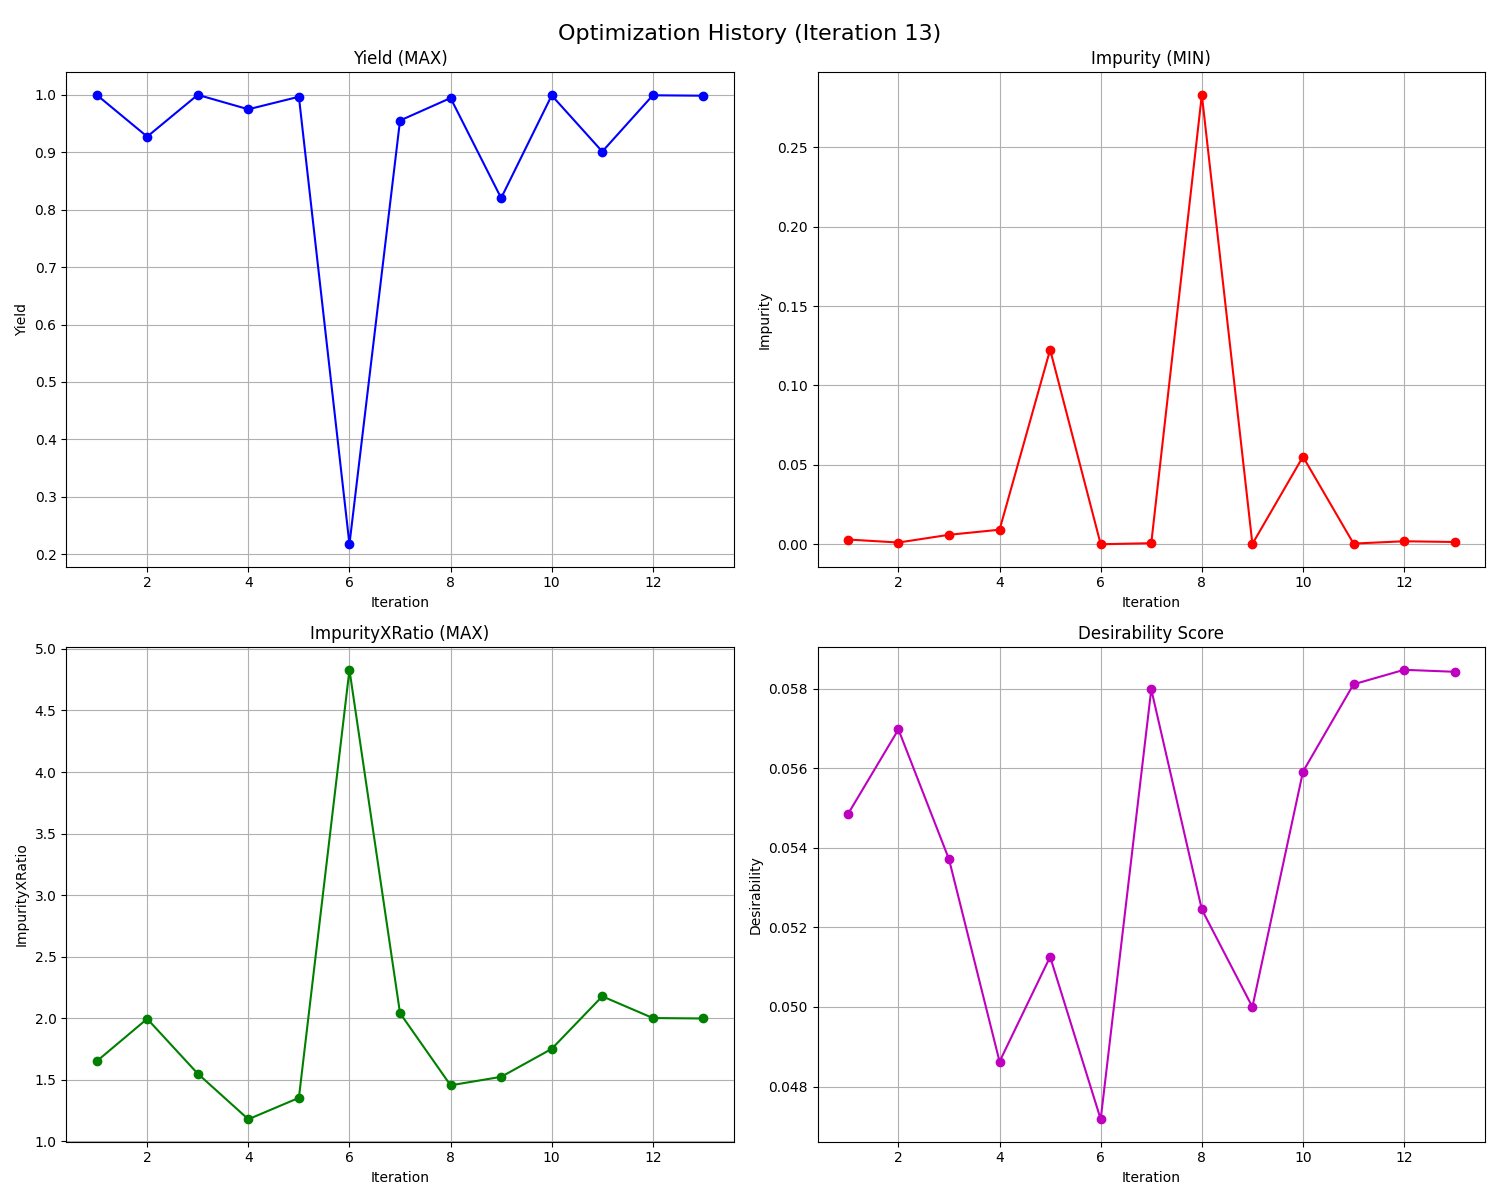 Optimization History (Iteration 13)
Yield (MAX)
1.0
0.9
0.8
0.7
0.6
0.5
0.4
0.3
0.2
Yield
2 4 6 8 10 12
Iteration
Impurity (MIN)
0.25
0.20
0.15
0.10
0.05
0.00
Impurity
2 4 6 8 10 12
Iteration
ImpurityXRatio (MAX)
5.0
4.5
4.0
3.5
3.0
2.5
2.0
1.5
1.0
ImpurityXRatio
2 4 6 8 10 12
Iteration
Desirability Score
0.058
0.056
0.054
0.052
0.050
0.048
Desirability
2 4 6 8 10 12
Iteration